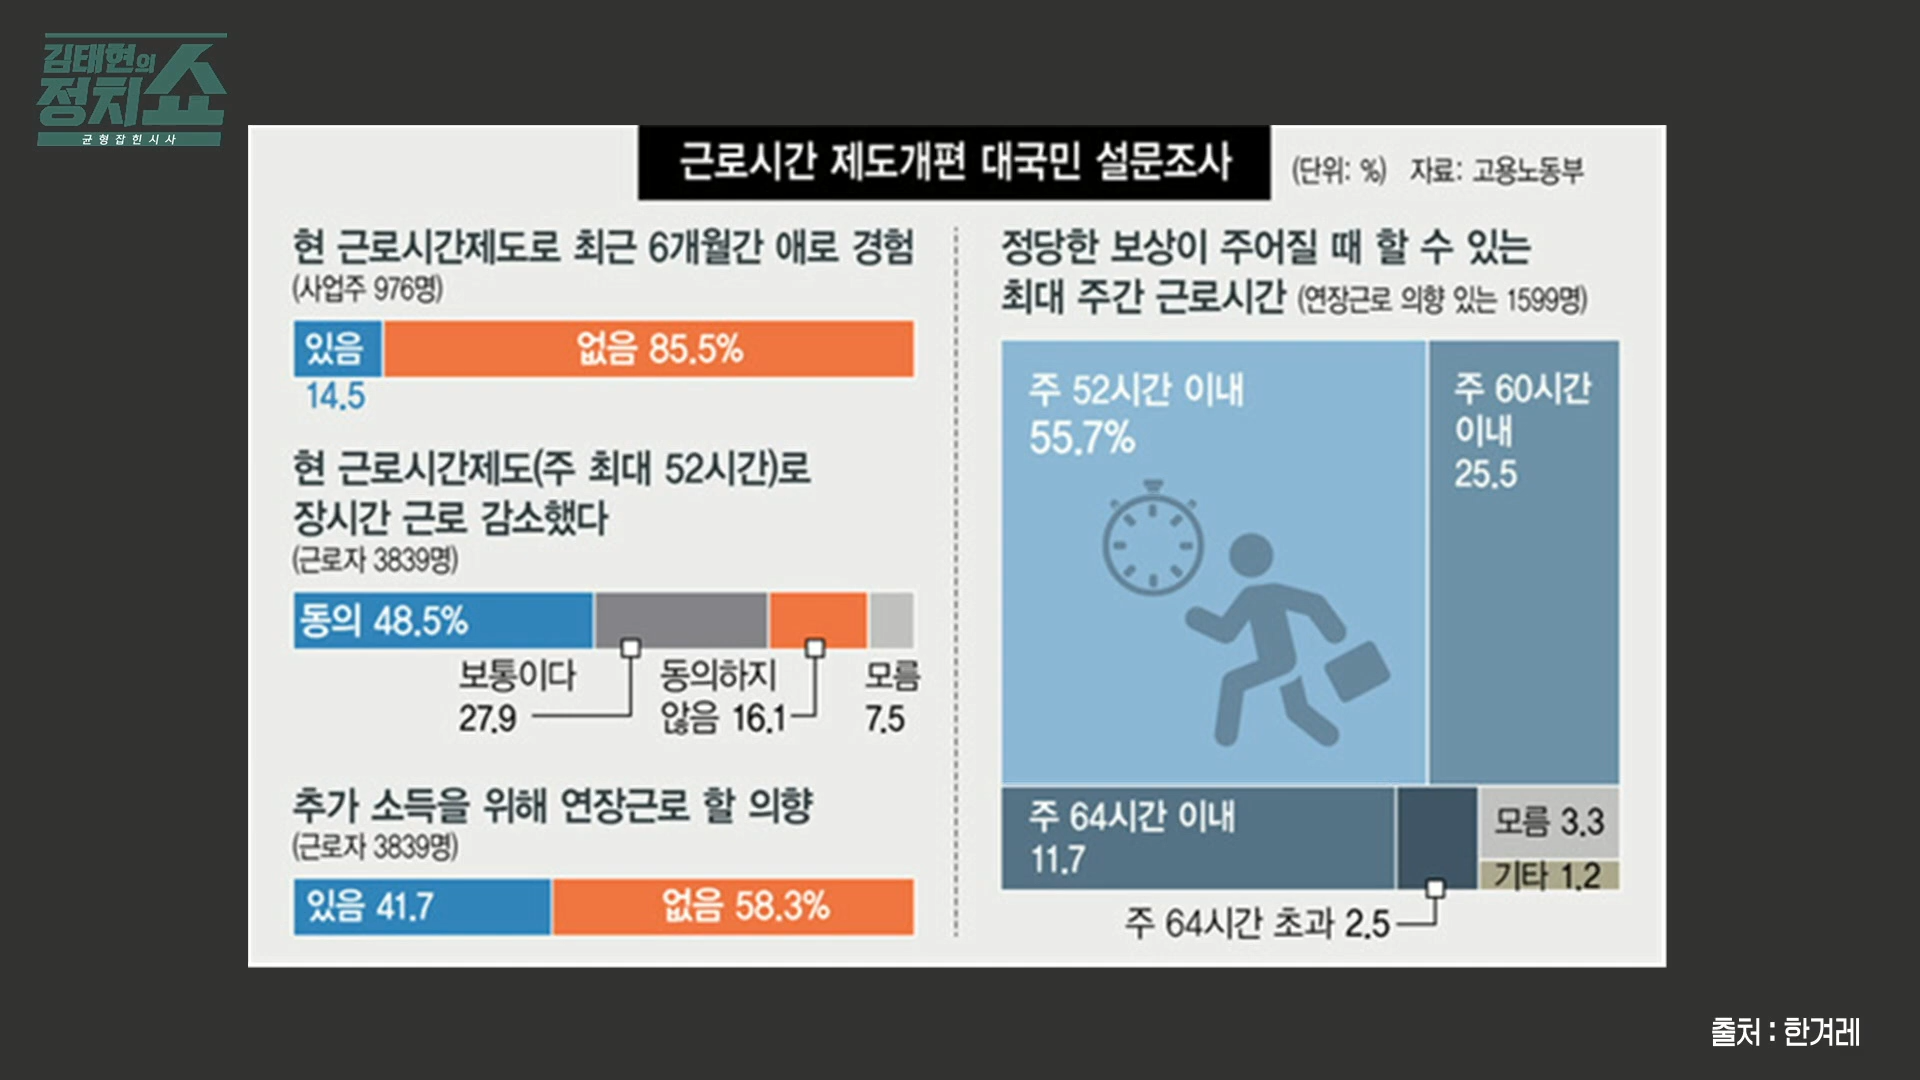 김태현의
정치쇼
균형잡힌시사
근로시간 제도개편 대국민 설문조사
(단위: %) 자료: 고용노동부
현 근로시간제도로 최근 6개월간 애로 경험
(사업주 976명)
있음
없음 85.5%
14.5
현 근로시간제도(주 최대 52시간)로
장시간 근로 감소했다
(근로자 3839명)
동의 48.5%
보통이다
27.9
동의하지
않음 16.1
모름
7.5
추가 소득을 위해 연장근로 할 의향
(근로자 3839명)
있음 41.7
없음 58.3%
정당한 보상이 주어질 때 할 수 있는
최대 주간 근로시간 (연장근로 의향 있는 1599명)
주 52시간 이내
55.7%
주 60시간
이내
25.5
주 64시간 이내
11.7
모름 3.3
기타 1.2
주 64시간 초과 2.5
출처 : 한겨레